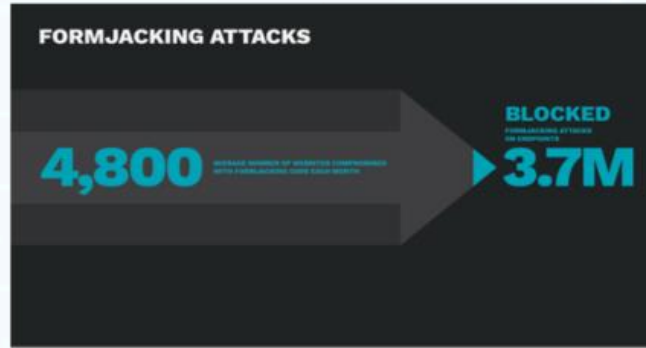 FORMJACKING ATTACKS
BLOCKED
FORMJACKING ATTACKS
ON ENDPOINTS
4,800
AVERAGE NUMBER OF WEBSITES COMPROMISED
WITH FORMJACKING CODE EACH MONTH
3.7M